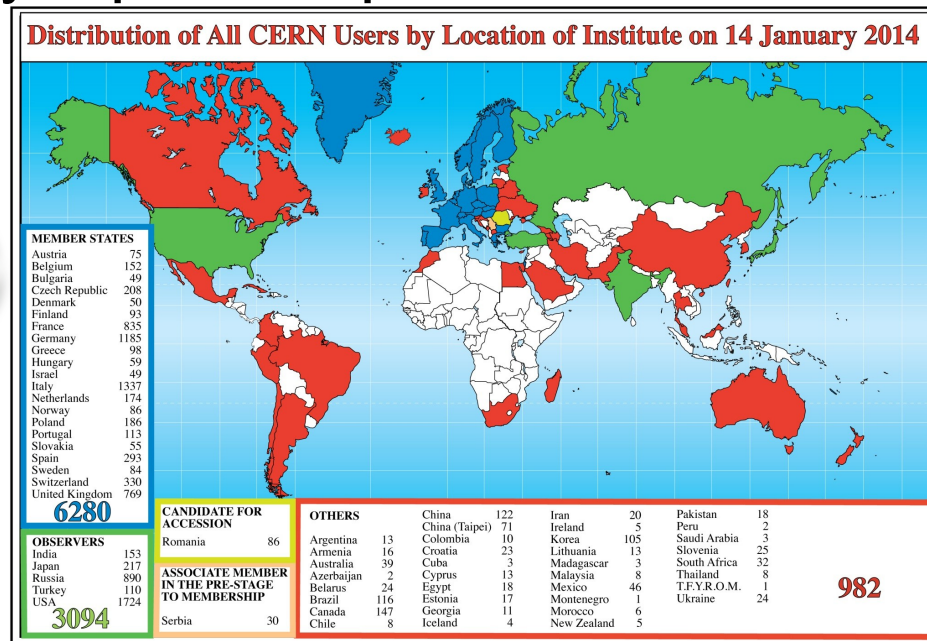 Distribution of All CERN Users by Location of Institute on 14 January 2014
MEMBER STATES
Austria 75
Belgium 152
Bulgaria 49
Czech Republic 208
Denmark 50
Finland 93
France 835
Germany 1185
Greece 98
Hungary 59
Israel 49
Italy 1337
Netherlands 174
Norway 86
Poland 186
Portugal 113
Slovakia 55
Spain 293
Sweden 84
Switzerland 330
United Kingdom 769
6280
OBSERVERS
India 153
Japan 217
Russia 890
Turkey 110
USA 1724
3094
CANDIDATE FOR
ACCESSION
Romania 86
ASSOCIATE MEMBER
IN THE PRE-STAGE
TO MEMBERSHIP
Serbia 30
OTHERS
Argentina 13
Armenia 16
Australia 39
Azerbaijan 2
Belarus 24
Brazil 116
Canada 147
Chile 8
China 122
China (Taipei) 71
Colombia 10
Croatia 23
Cuba 3
Cyprus 13
Egypt 18
Estonia 17
Georgia 11
Iceland 4
Iran 20
Ireland 5
Korea 105
Lithuania 13
Madagascar 3
Malaysia 8
Mexico 46
Montenegro 1
Morocco 6
New Zealand 5
Pakistan 18
Peru 2
Saudi Arabia 3
Slovenia 25
South Africa 32
Thailand 8
T.F.Y.R.O.M. 1
Ukraine 24
982